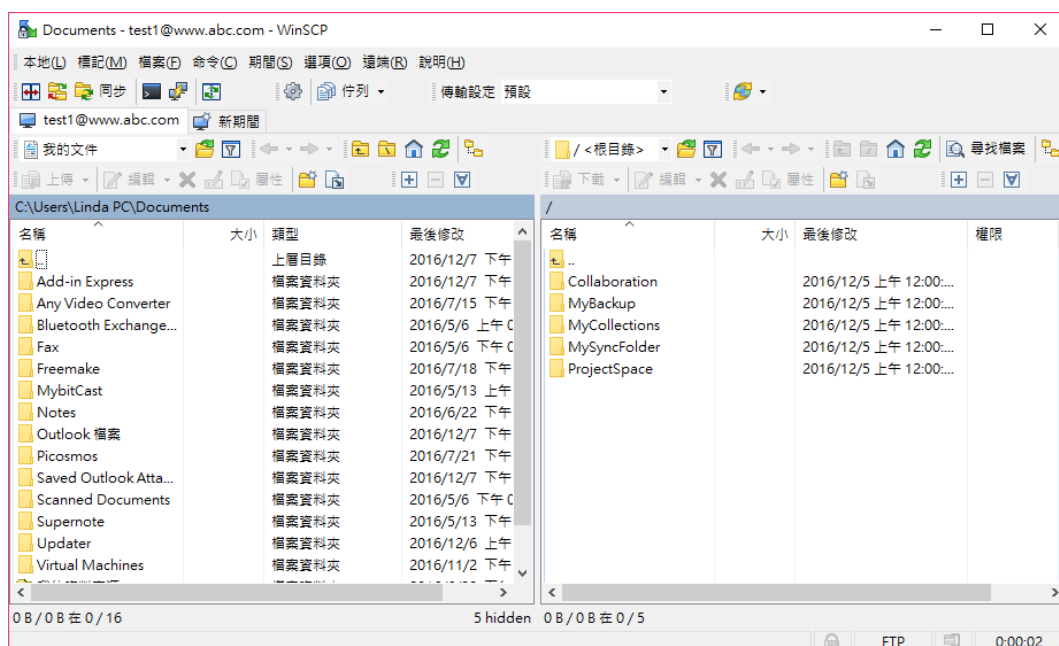 Documents - test1@www.abc.com - WinSCP
本地(L) 標記(M) 檔案(F) 命令(C) 期間(S) 選項(O) 遠端(R) 說明(H)
同步 佇列 傳輸設定 預設
test1@www.abc.com 新期間
我的文件 / <根目錄> 尋找檔案
上傳 編輯 屬性 下載 編輯 屬性
C:\Users\Linda PC\Documents /
名稱 大小 類型 最後修改 名稱 大小 最後修改 權限
.. 上層目錄 2016/12/7 下午 ..
Add-in Express 檔案資料夾 2016/12/7 下午 Collaboration 2016/12/5 上午 12:00:...
Any Video Converter 檔案資料夾 2016/7/15 下午 MyBackup 2016/12/5 上午 12:00:...
Bluetooth Exchange... 檔案資料夾 2016/5/6 上午 0 MyCollections 2016/12/5 上午 12:00:...
Fax 檔案資料夾 2016/5/6 下午 0 MySyncFolder 2016/12/5 上午 12:00:...
Freemake 檔案資料夾 2016/7/18 下午 ProjectSpace 2016/12/5 上午 12:00:...
MybitCast 檔案資料夾 2016/5/13 上午
Notes 檔案資料夾 2016/6/22 下午
Outlook 檔案 檔案資料夾 2016/12/7 下午
Picosmos 檔案資料夾 2016/7/21 下午
Saved Outlook Atta... 檔案資料夾 2016/12/7 下午
Scanned Documents 檔案資料夾 2016/5/6 下午 0
Supernote 檔案資料夾 2016/5/13 下午
Updater 檔案資料夾 2016/12/6 上午
Virtual Machines 檔案資料夾 2016/11/2 下午
0 B / 0 B 在 0 / 16 5 hidden 0 B / 0 B 在 0 / 5
FTP 0:00:02